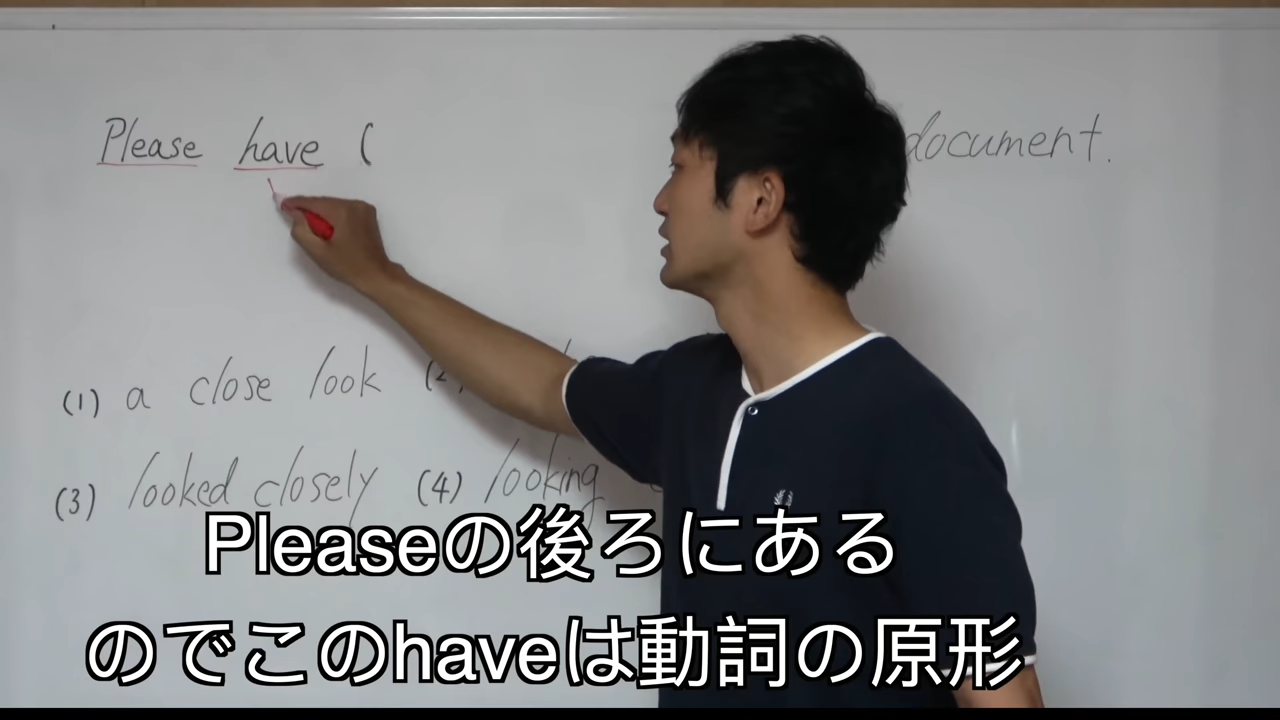 Please have ( document.
(1) a close look (2)
(3) looked closely (4) looking
Pleaseの後ろにある
のでこのhaveは動詞の原形